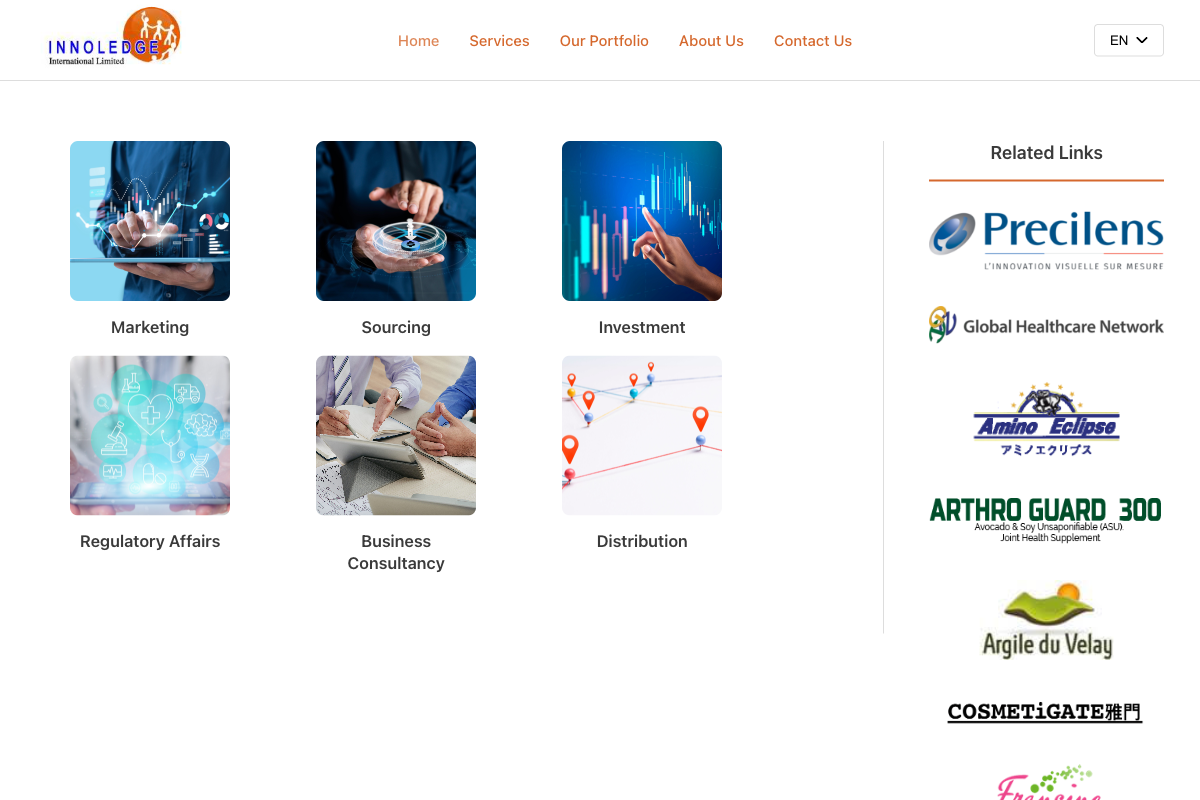 INNOLEDGE
International Limited
Home
Services
Our Portfolio
About Us
Contact Us
EN
Marketing
Sourcing
Investment
Regulatory Affairs
Business
Consultancy
Distribution
Related Links
Precilens
L'INNOVATION VISUELLE SUR MESURE
Global Healthcare Network
Amino Eclipse
アミノエクリプス
ARTHRO GUARD 300
Avocado & Soy Unsaponifiable (ASU)
Joint Health Supplement
Argile du Velay
COSMETiGATE雅門
Francine